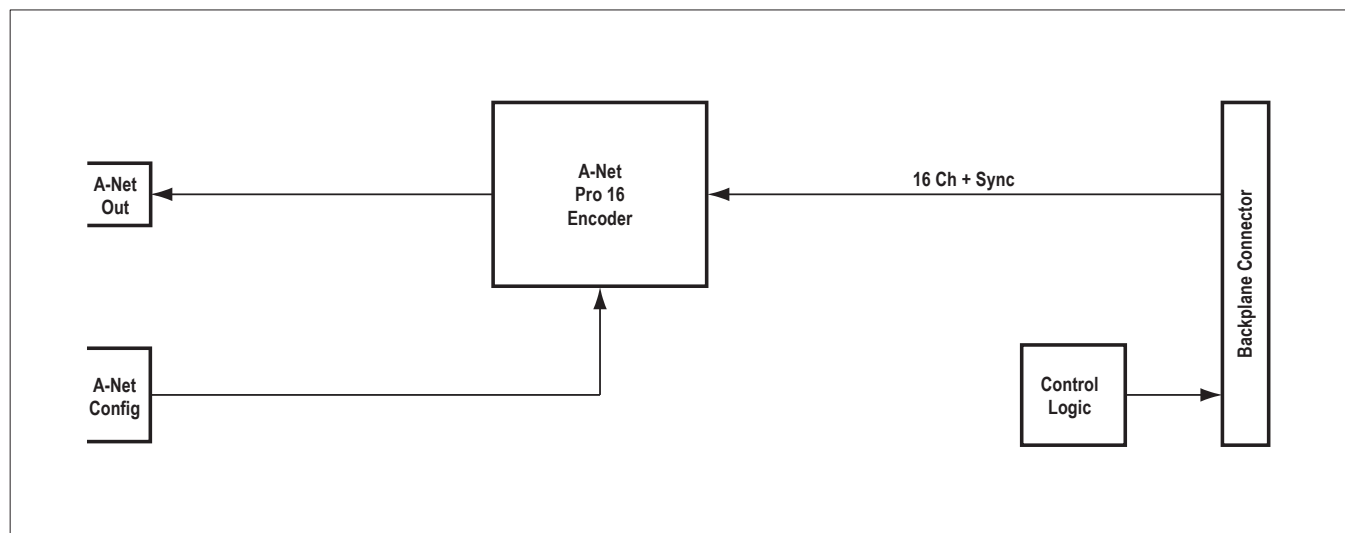 A-Net
Out
A-Net
Pro 16
Encoder
16 Ch + Sync
Backplane Connector
A-Net
Config
Control
Logic